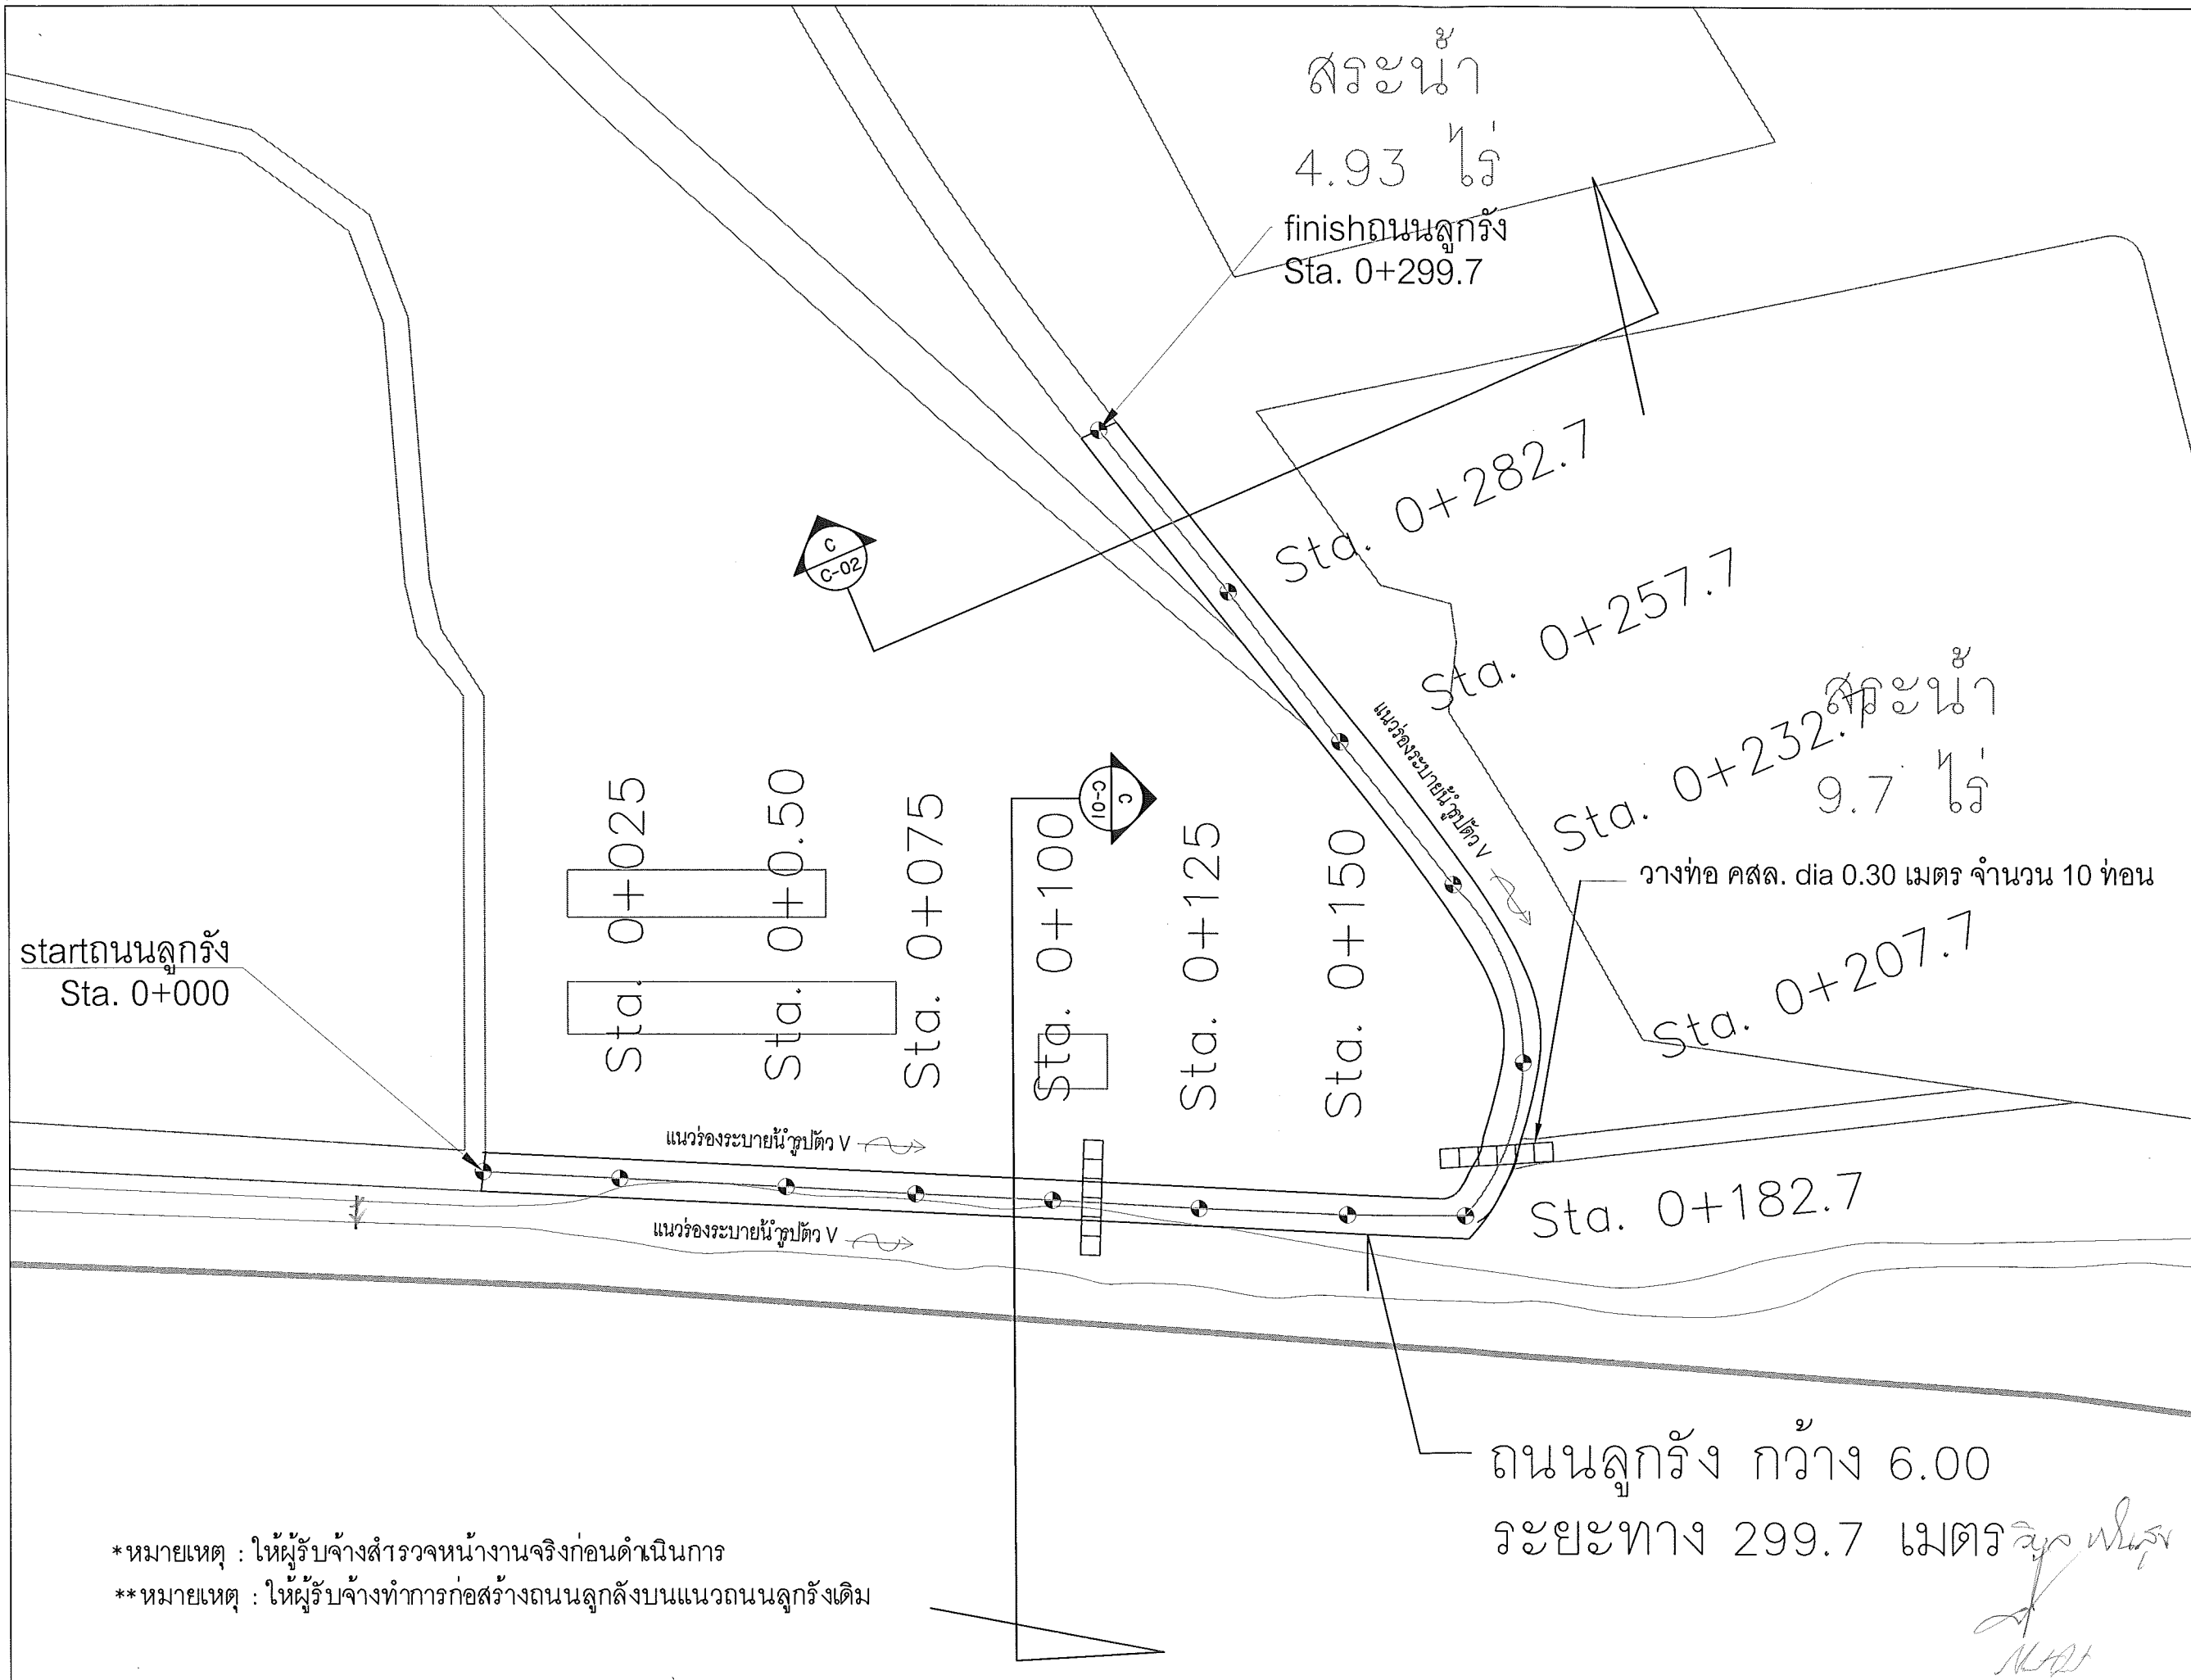 สระน้ำ
4.93 ไร่
finishถนนลูกรัง
Sta. 0+299.7
Sta. 0+282.7
C
C-02
Sta. 0+257.7
สระน้ำ
9.7 ไร่
Sta. 0+232.7
แนวร่องระบายน้ำรูปตัว V
C
C-01
Sta. 0+025
Sta. 0+0.50
Sta. 0+075
Sta. 0+100
Sta. 0+125
Sta. 0+150
วางท่อ คสล. dia 0.30 เมตร จำนวน 10 ท่อน
startถนนลูกรัง
Sta. 0+000
Sta. 0+207.7
แนวร่องระบายน้ำรูปตัว V
Sta. 0+182.7
แนวร่องระบายน้ำรูปตัว V
ถนนลูกรัง กว้าง 6.00
ระยะทาง 299.7 เมตร
*หมายเหตุ : ให้ผู้รับจ้างสำรวจหน้างานจริงก่อนดำเนินการ
**หมายเหตุ : ให้ผู้รับจ้างทำการก่อสร้างถนนลูกลังบนแนวถนนลูกรังเดิม